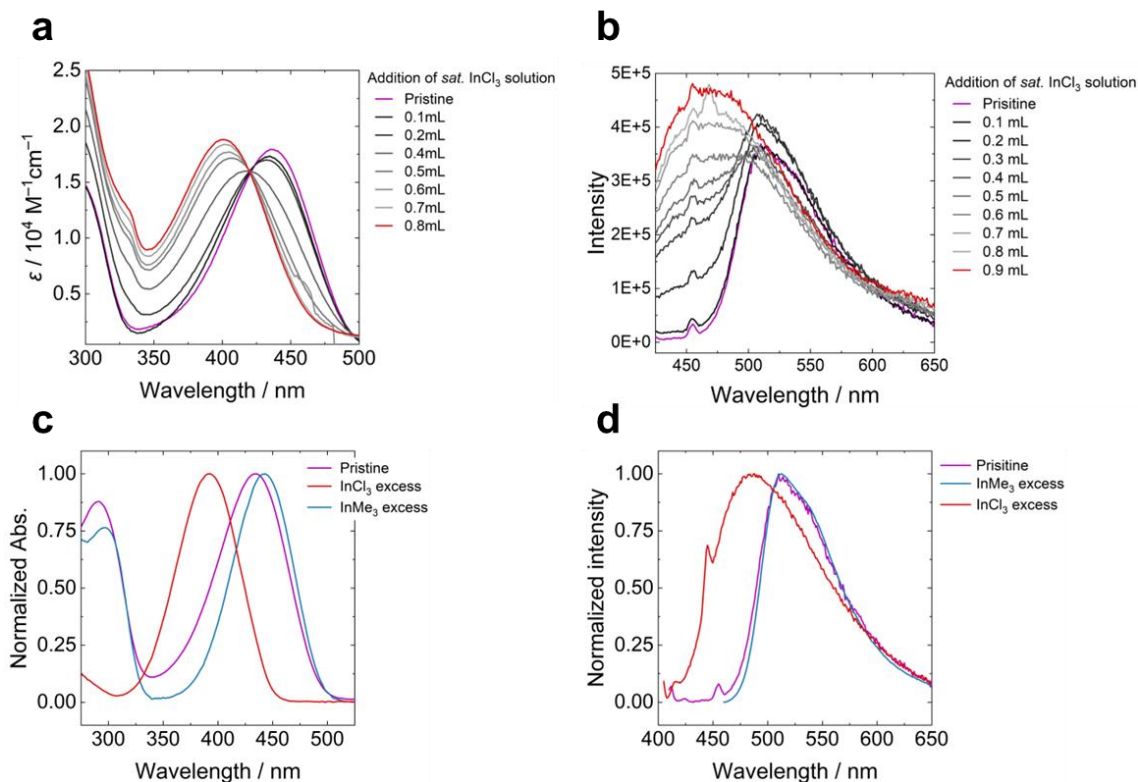 a
2.5
2.0
1.5
1.0
0.5
300 350 400 450 500
ε / 10⁴ M⁻¹cm⁻¹
Wavelength / nm
Addition of sat. InCl₃ solution
Pristine
0.1mL
0.2mL
0.4mL
0.5mL
0.6mL
0.7mL
0.8mL
b
5E+5
4E+5
3E+5
2E+5
1E+5
0E+0
450 500 550 600 650
Intensity
Wavelength / nm
Addition of sat. InCl₃ solution
Prisitine
0.1 mL
0.2 mL
0.3 mL
0.4 mL
0.5 mL
0.6 mL
0.7 mL
0.8 mL
0.9 mL
c
1.00
0.75
0.50
0.25
0.00
300 350 400 450 500
Normalized Abs.
Wavelength / nm
Pristine
InCl₃ excess
InMe₃ excess
d
1.00
0.75
0.50
0.25
0.00
400 450 500 550 600 650
Normalized intensity
Wavelength / nm
Prisitine
InMe₃ excess
InCl₃ excess